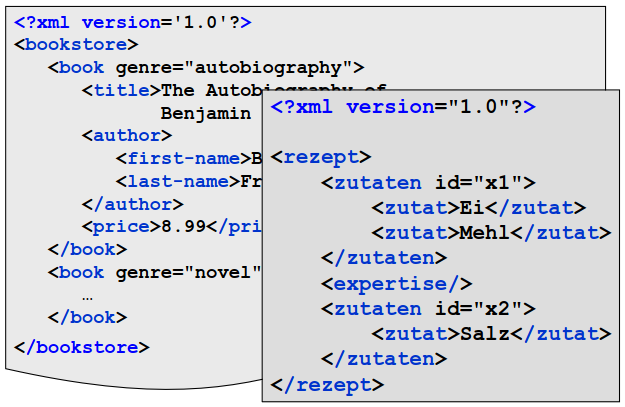 <?xml version='1.0'?>
<bookstore>
<book genre="autobiography">
<title>The Autobiography of
Benjamin
<author>
<first-name>B
<last-name>Fr
</author>
<price>8.99</pri
</book>
<book genre="novel"
…
</book>
</bookstore>
<?xml version="1.0"?>
<rezept>
<zutaten id="x1">
<zutat>Ei</zutat>
<zutat>Mehl</zutat>
</zutaten>
<expertise/>
<zutaten id="x2">
<zutat>Salz</zutat>
</zutaten>
</rezept>